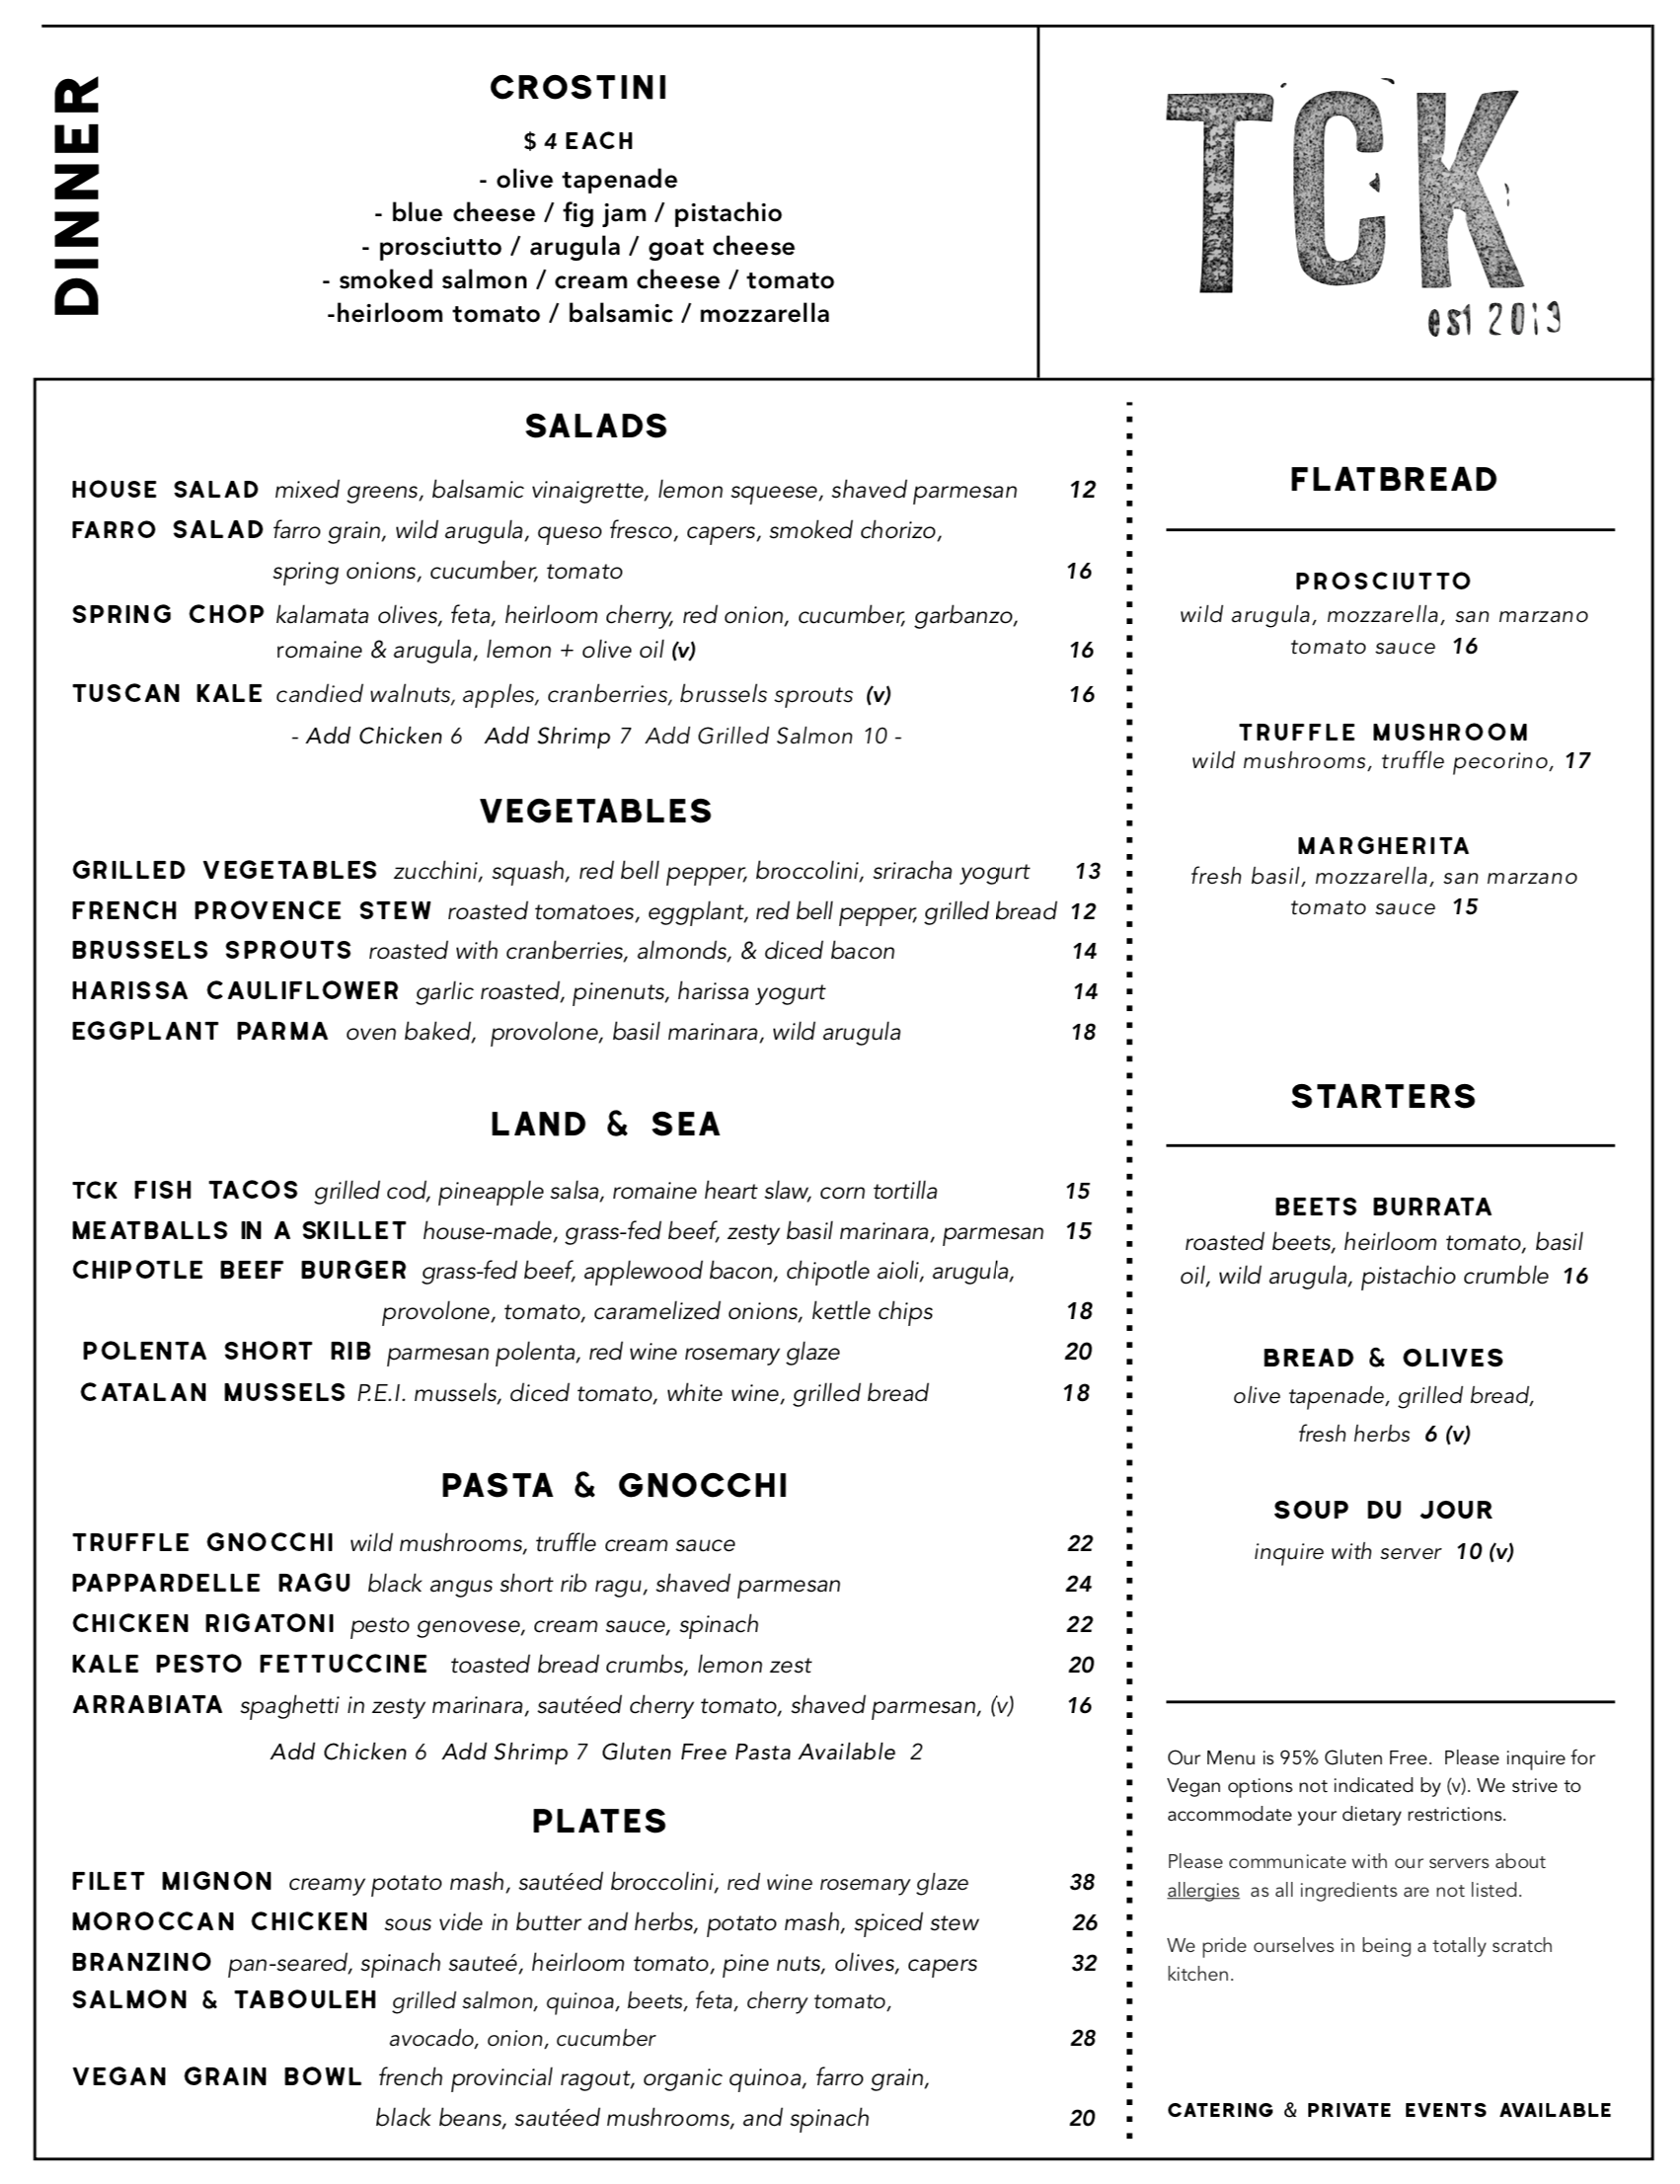 DINNER
CROSTINI
$ 4 EACH
- olive tapenade
- blue cheese / fig jam / pistachio
- prosciutto / arugula / goat cheese
- smoked salmon / cream cheese / tomato
-heirloom tomato / balsamic / mozzarella
TCK
est 2013
SALADS
HOUSE SALAD mixed greens, balsamic vinaigrette, lemon squeese, shaved parmesan 12
FARRO SALAD farro grain, wild arugula, queso fresco, capers, smoked chorizo,
spring onions, cucumber, tomato 16
SPRING CHOP kalamata olives, feta, heirloom cherry, red onion, cucumber, garbanzo,
romaine & arugula, lemon + olive oil (v) 16
TUSCAN KALE candied walnuts, apples, cranberries, brussels sprouts (v) 16
- Add Chicken 6 Add Shrimp 7 Add Grilled Salmon 10 -
VEGETABLES
GRILLED VEGETABLES zucchini, squash, red bell pepper, broccolini, sriracha yogurt 13
FRENCH PROVENCE STEW roasted tomatoes, eggplant, red bell pepper, grilled bread 12
BRUSSELS SPROUTS roasted with cranberries, almonds, & diced bacon 14
HARISSA CAULIFLOWER garlic roasted, pinenuts, harissa yogurt 14
EGGPLANT PARMA oven baked, provolone, basil marinara, wild arugula 18
LAND & SEA
TCK FISH TACOS grilled cod, pineapple salsa, romaine heart slaw, corn tortilla 15
MEATBALLS IN A SKILLET house-made, grass-fed beef, zesty basil marinara, parmesan 15
CHIPOTLE BEEF BURGER grass-fed beef, applewood bacon, chipotle aioli, arugula,
provolone, tomato, caramelized onions, kettle chips 18
POLENTA SHORT RIB parmesan polenta, red wine rosemary glaze 20
CATALAN MUSSELS P.E.I. mussels, diced tomato, white wine, grilled bread 18
PASTA & GNOCCHI
TRUFFLE GNOCCHI wild mushrooms, truffle cream sauce 22
PAPPARDELLE RAGU black angus short rib ragu, shaved parmesan 24
CHICKEN RIGATONI pesto genovese, cream sauce, spinach 22
KALE PESTO FETTUCCINE toasted bread crumbs, lemon zest 20
ARRABIATA spaghetti in zesty marinara, sautéed cherry tomato, shaved parmesan, (v) 16
Add Chicken 6 Add Shrimp 7 Gluten Free Pasta Available 2
PLATES
FILET MIGNON creamy potato mash, sautéed broccolini, red wine rosemary glaze 38
MOROCCAN CHICKEN sous vide in butter and herbs, potato mash, spiced stew 26
BRANZINO pan-seared, spinach sauteé, heirloom tomato, pine nuts, olives, capers 32
SALMON & TABOULEH grilled salmon, quinoa, beets, feta, cherry tomato,
avocado, onion, cucumber 28
VEGAN GRAIN BOWL french provincial ragout, organic quinoa, farro grain,
black beans, sautéed mushrooms, and spinach 20
FLATBREAD
PROSCIUTTO
wild arugula, mozzarella, san marzano
tomato sauce 16
TRUFFLE MUSHROOM
wild mushrooms, truffle pecorino, 17
MARGHERITA
fresh basil, mozzarella, san marzano
tomato sauce 15
STARTERS
BEETS BURRATA
roasted beets, heirloom tomato, basil
oil, wild arugula, pistachio crumble 16
BREAD & OLIVES
olive tapenade, grilled bread,
fresh herbs 6 (v)
SOUP DU JOUR
inquire with server 10 (v)
Our Menu is 95% Gluten Free. Please inquire for
Vegan options not indicated by (v). We strive to
accommodate your dietary restrictions.
Please communicate with our servers about
allergies as all ingredients are not listed.
We pride ourselves in being a totally scratch
kitchen.
CATERING & PRIVATE EVENTS AVAILABLE